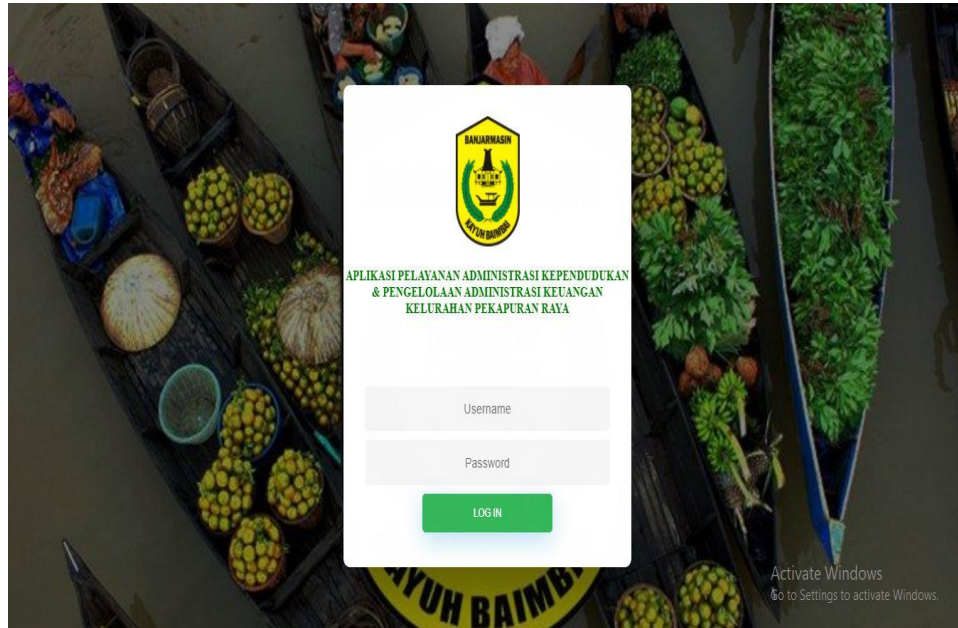 BANJARMASIN
KAYUH BAIMBAI
APLIKASI PELAYANAN ADMINISTRASI KEPENDUDUKAN
& PENGELOLAAN ADMINISTRASI KEUANGAN
KELURAHAN PEKAPURAN RAYA
Username
Password
LOG IN
YUH BAIMB
Activate Windows
Go to Settings to activate Windows.